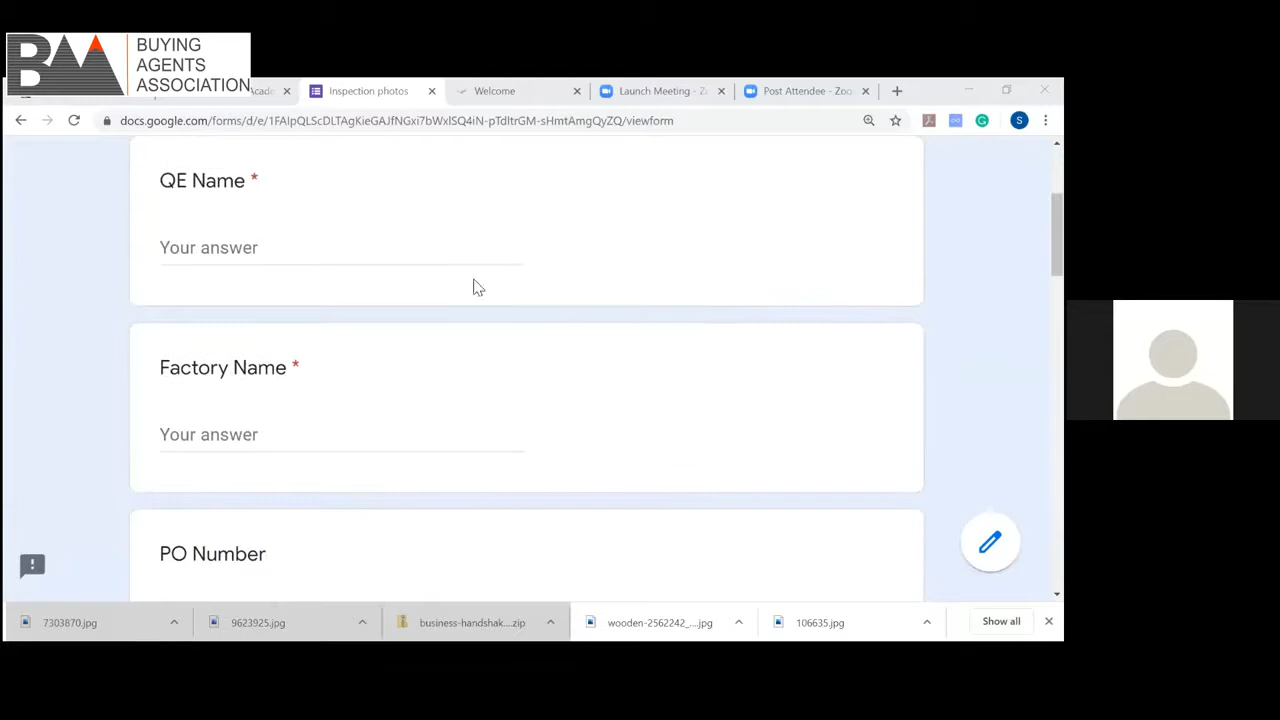 BUYING
AGENTS
ASSOCIATION
Inspection photos
Welcome
Launch Meeting - Z
Post Attendee - Zoo
docs.google.com/forms/d/e/1FAIpQLScDLTAgKieGAJfNGxi7bWxlSQ4iN-pTdltrGM-sHmtAmgQyZQ/viewform
S
QE Name *
Your answer
Factory Name *
Your answer
PO Number
7303870.jpg
9623925.jpg
business-handshak....zip
wooden-2562242_...jpg
106635.jpg
Show all